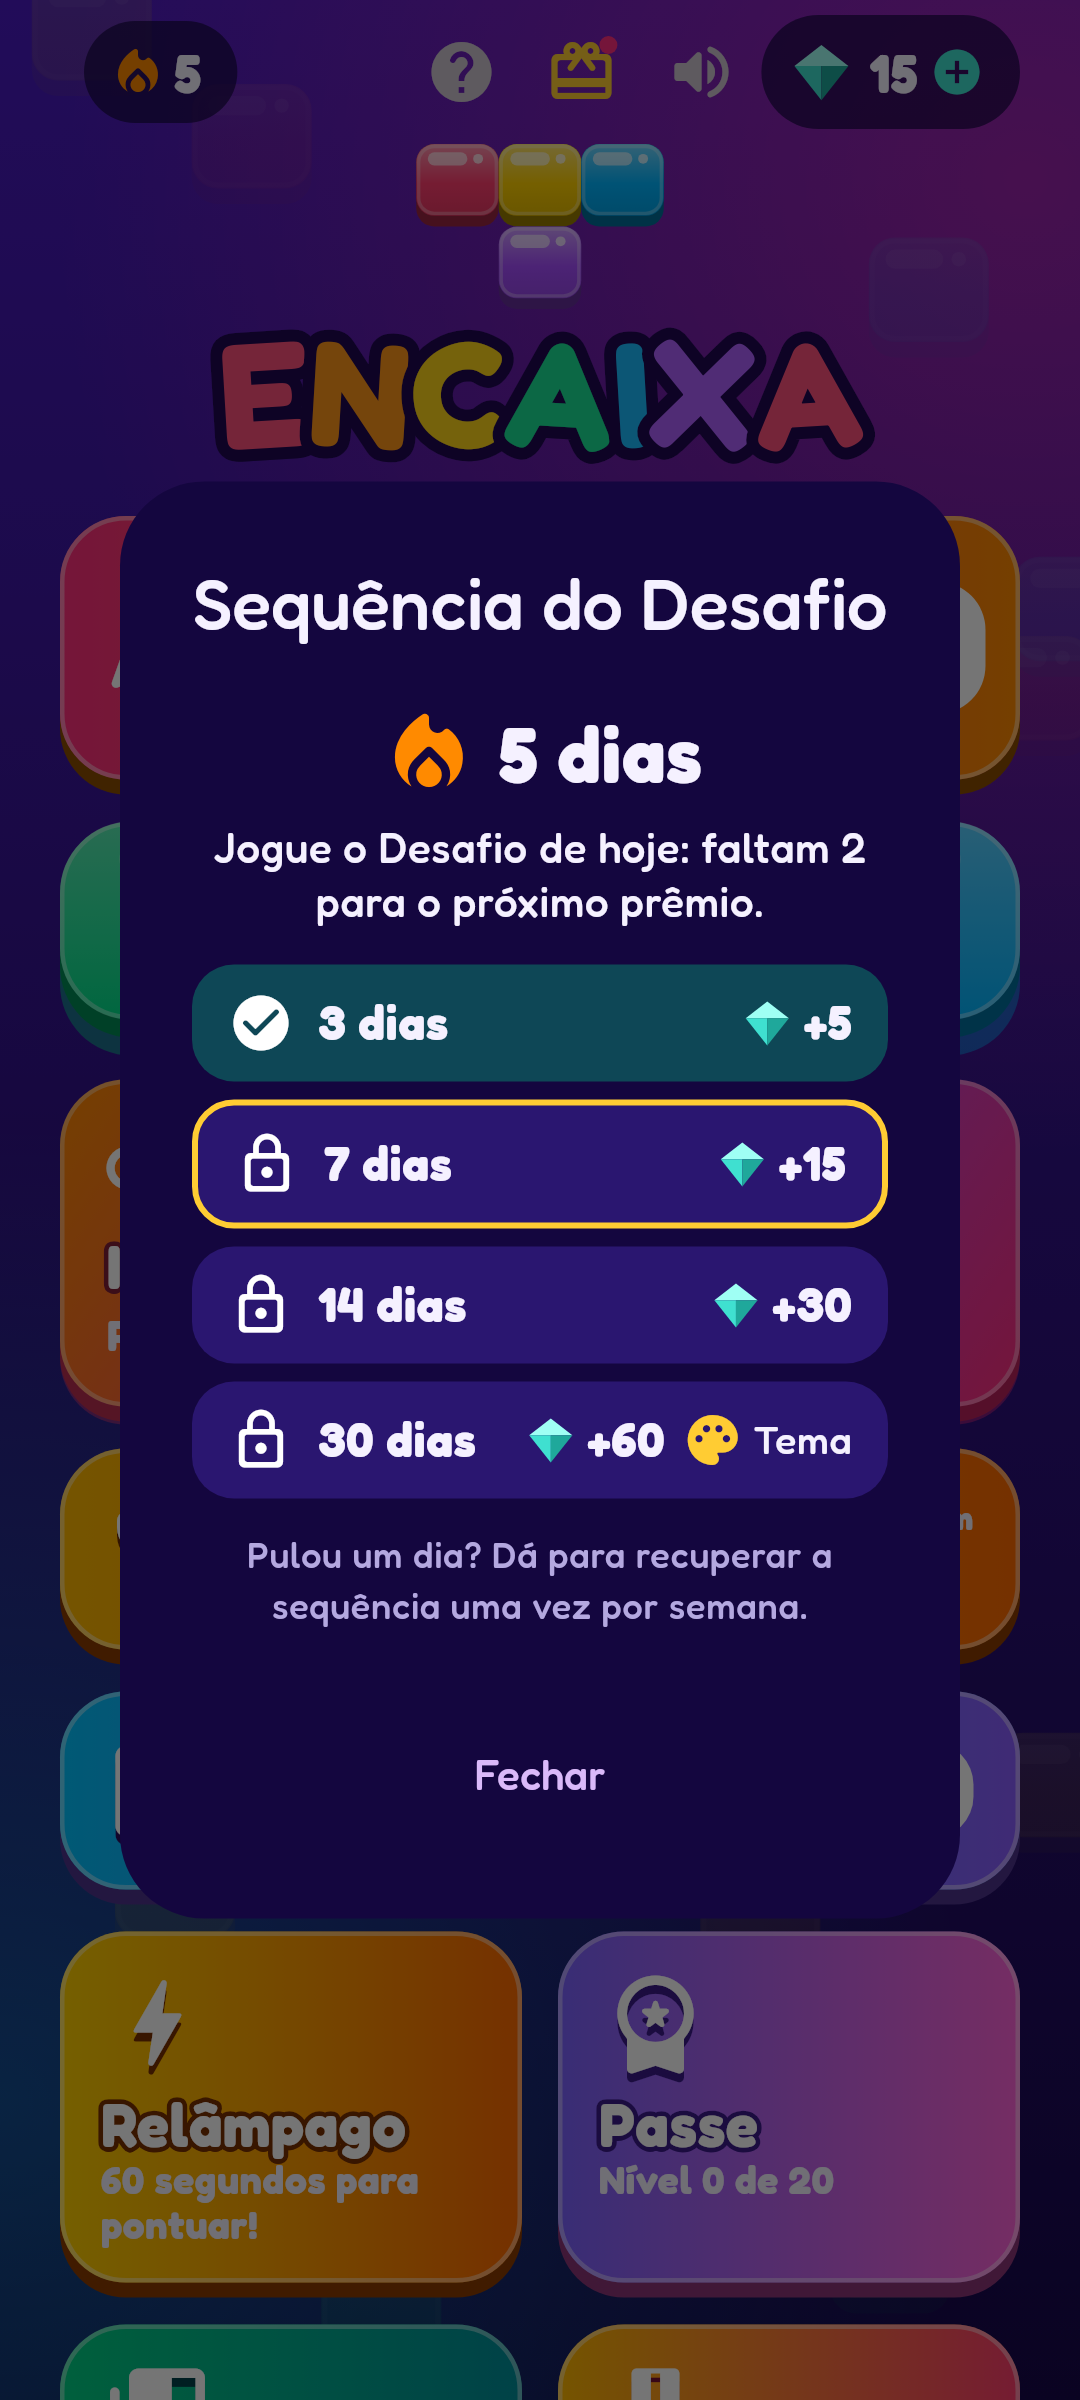 5
15
ENCAIXA
Sequência do Desafio
5 dias
Jogue o Desafio de hoje: faltam 2
para o próximo prêmio.
3 dias +5
7 dias +15
14 dias +30
30 dias +60 Tema
Pulou um dia? Dá para recuperar a
sequência uma vez por semana.
Fechar
Relâmpago
60 segundos para
pontuar!
Passe
Nível 0 de 20